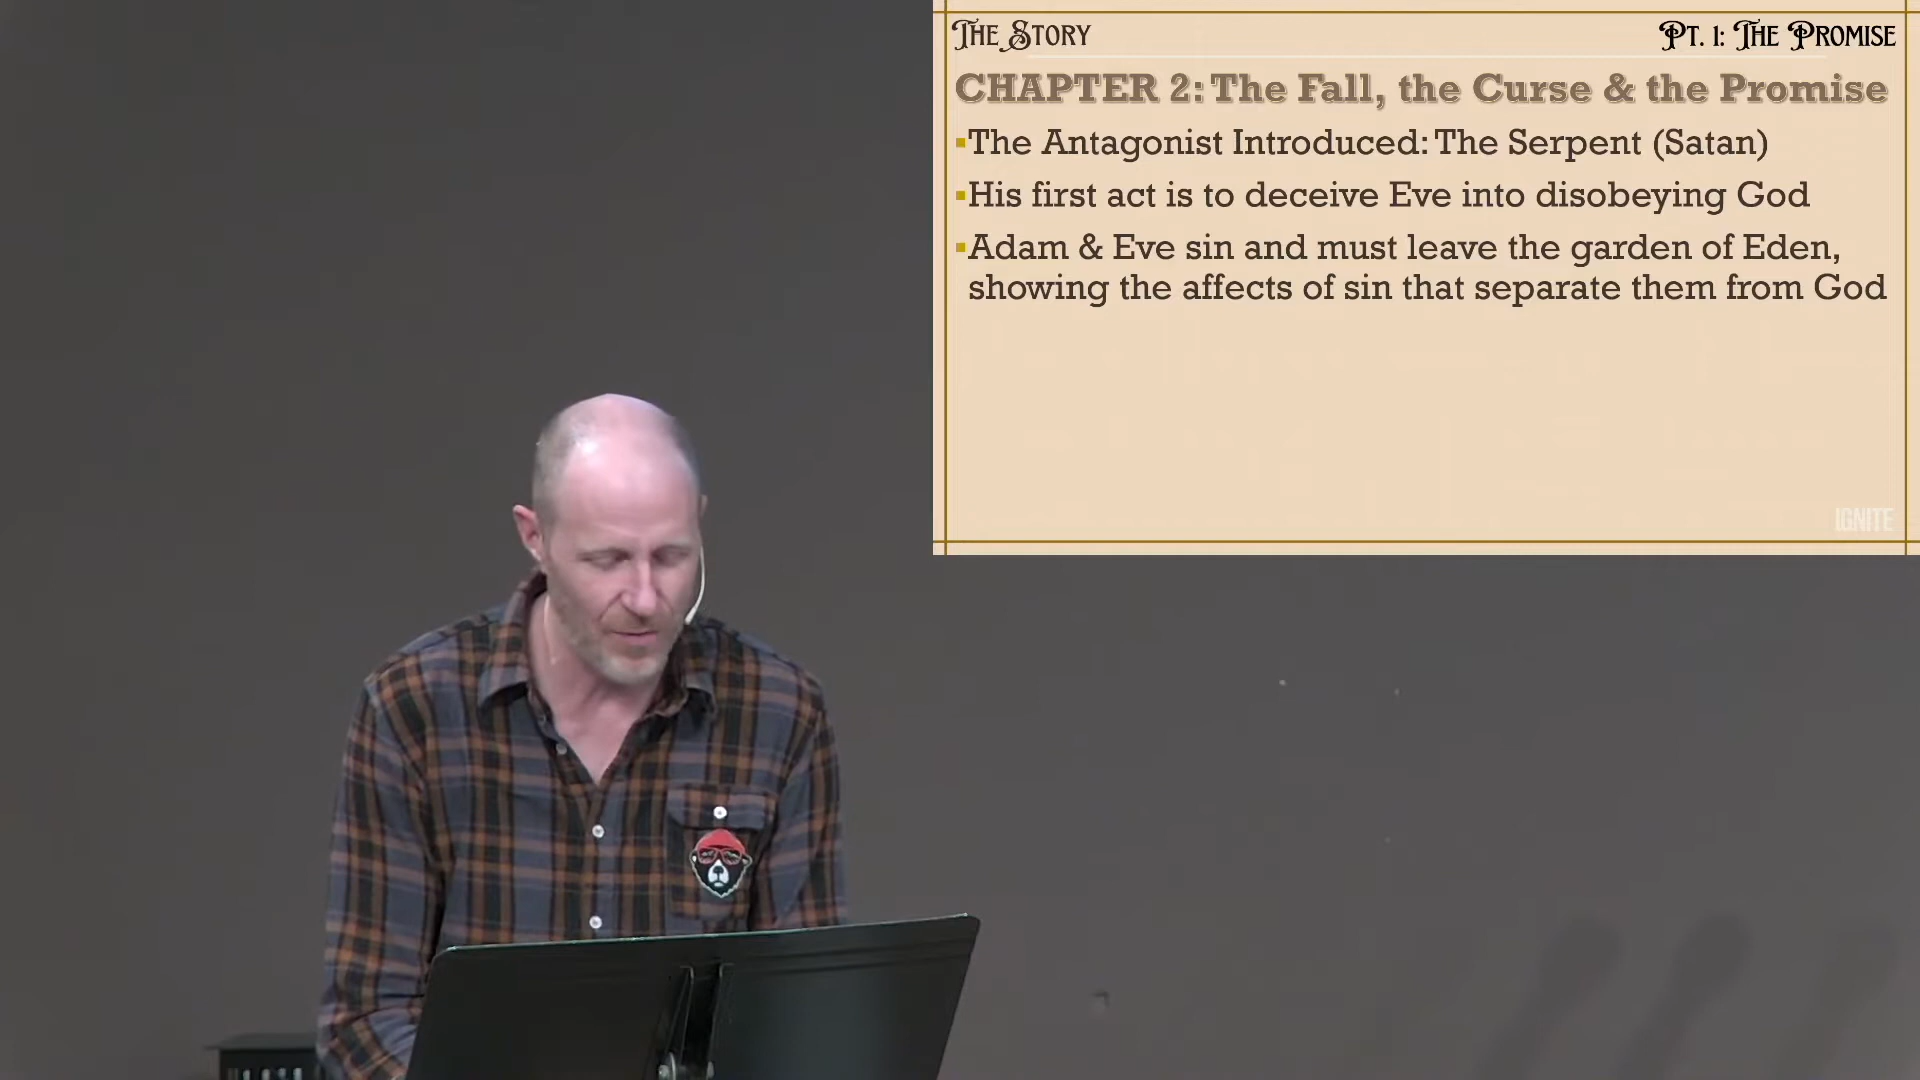 The Story
Pt. 1: The Promise
CHAPTER 2: The Fall, the Curse & the Promise
▪The Antagonist Introduced: The Serpent (Satan)
▪His first act is to deceive Eve into disobeying God
▪Adam & Eve sin and must leave the garden of Eden,
showing the affects of sin that separate them from God
IGNITE